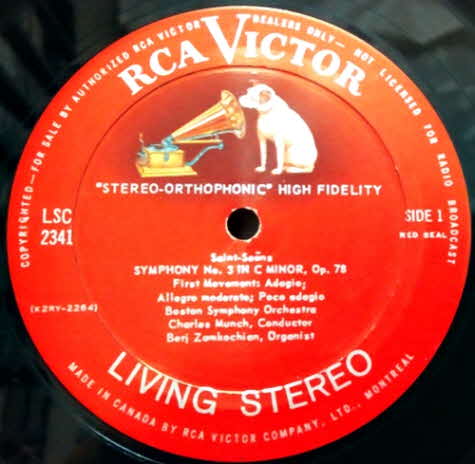 COPYRIGHTED—FOR SALE BY AUTHORIZED RCA VICTOR DEALERS ONLY— NOT LICENSED FOR RADIO BROADCAST
RCA VICTOR
"STEREO-ORTHOPHONIC" HIGH FIDELITY
LSC
2341
SIDE 1
RED SEAL
Saint-Saëns
SYMPHONY No. 3 IN C MINOR, Op. 78
First Movement: Adagio;
Allegro moderato; Poco adagio
(K2RY-2264)
Boston Symphony Orchestra
Charles Munch, Conductor
Berj Zamkochian, Organist
LIVING STEREO
MADE IN CANADA BY RCA VICTOR COMPANY, LTD., MONTREAL